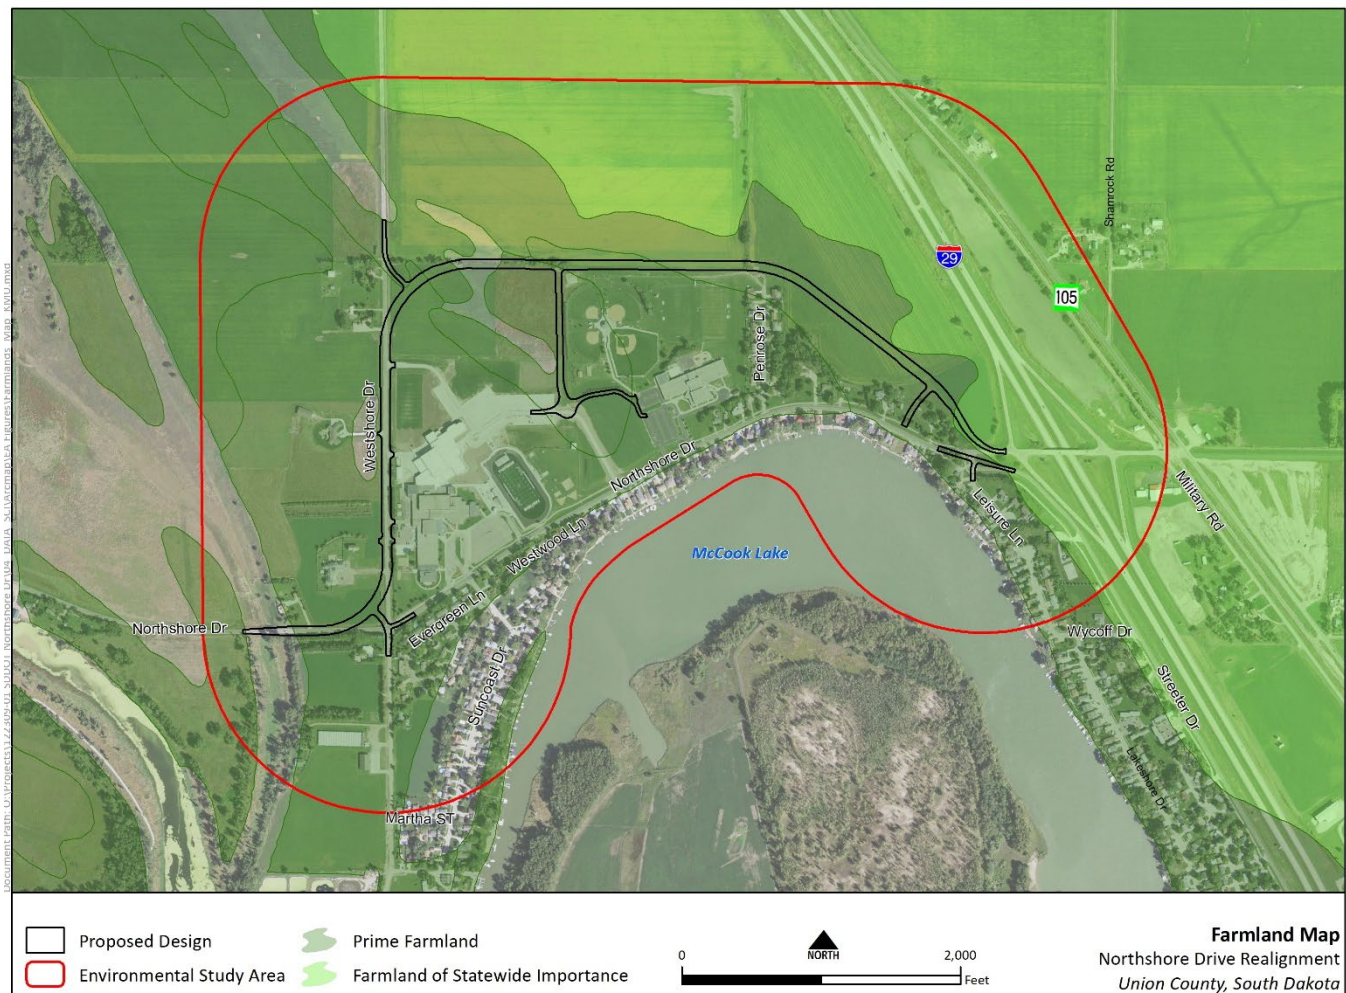 Shamrock Rd
29
105
Penrose Dr
Westshore Dr
Northshore Dr
Military Rd
Leisure Ln
Westwood Ln
McCook Lake
Evergreen Ln
Northshore Dr
Wycoff Dr
Suncoast Dr
Streeter Dr
Lakeshore Dr
Martha ST
Proposed Design
Environmental Study Area
Prime Farmland
Farmland of Statewide Importance
0
NORTH
2,000
Feet
Farmland Map
Northshore Drive Realignment
Union County, South Dakota